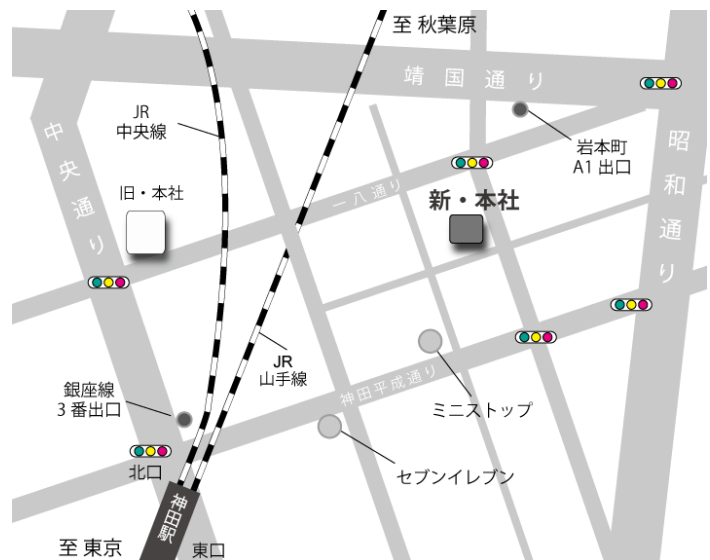 至 秋葉原
靖国通り
JR
中央線
岩本町
A1 出口
中央通り
昭和通り
旧・本社
一八通り
新・本社
JR
山手線
神田平成通り
銀座線
3 番出口
ミニストップ
北口
セブンイレブン
神田駅
至 東京
東口